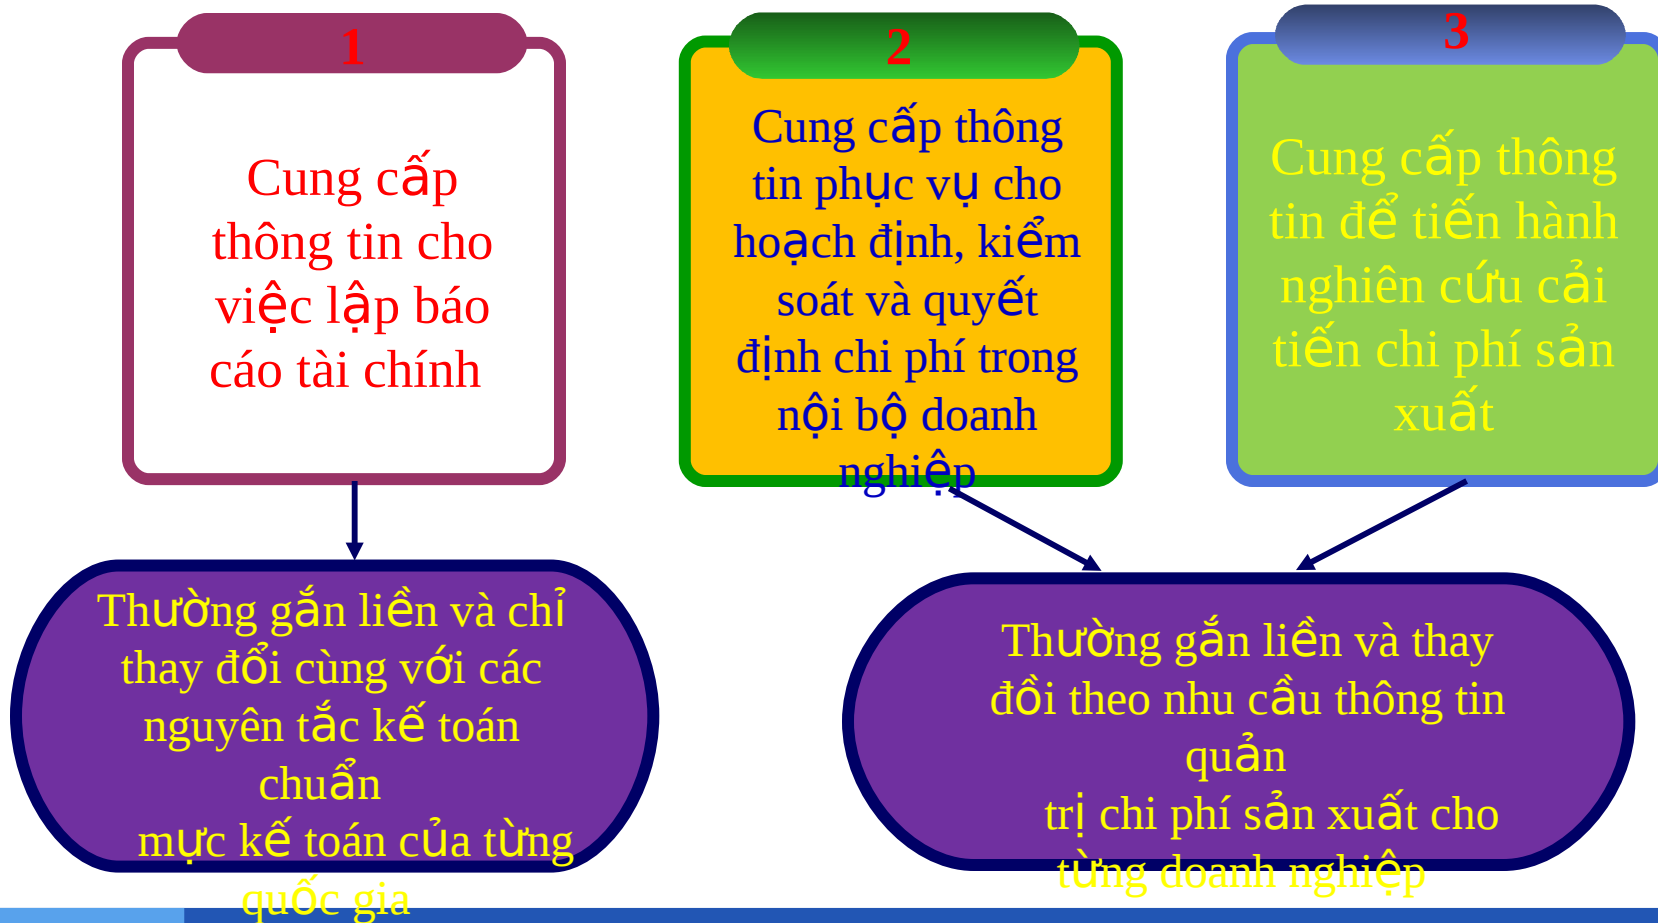 1
Cung cấp
thông tin cho
việc lập báo
cáo tài chính
2
Cung cấp thông
tin phục vụ cho
hoạch định, kiểm
soát và quyết
định chi phí trong
nội bộ doanh
nghiệp
3
Cung cấp thông
tin để tiến hành
nghiên cứu cải
tiến chi phí sản
xuất
Thường gắn liền và chỉ
thay đổi cùng với các
nguyên tắc kế toán
chuẩn
mực kế toán của từng
quốc gia
Thường gắn liền và thay
đồi theo nhu cầu thông tin
quản
trị chi phí sản xuất cho
từng doanh nghiệp